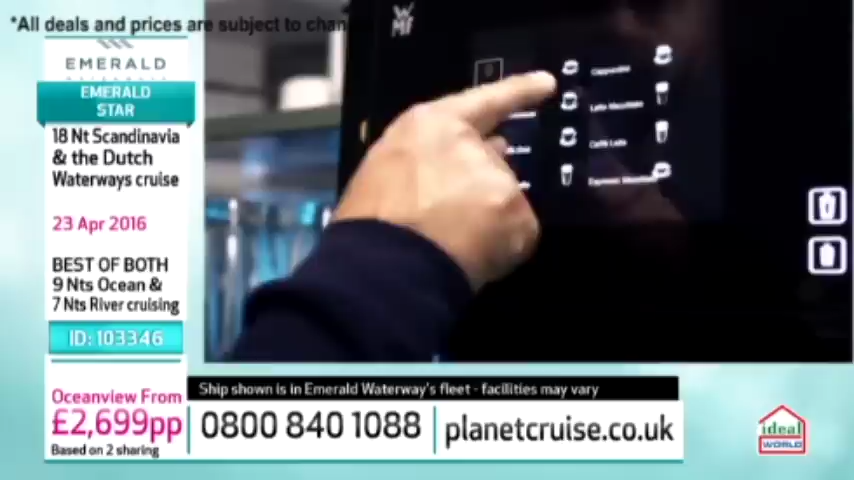 *All deals and prices are subject to
WMF
EMERALD
EMERALD
STAR
18 Nt Scandinavia
& the Dutch
Waterways cruise
23 Apr 2016
BEST OF BOTH
9 Nts Ocean &
7 Nts River cruising
ID: 103346
Oceanview From
£2,699pp
Based on 2 sharing
Cappuccino
Latte Macchiato
Caffè Latte
Espresso Macchiato
Ship shown is in Emerald Waterway's fleet - facilities may vary
0800 840 1088
planetcruise.co.uk
ideal
WORLD